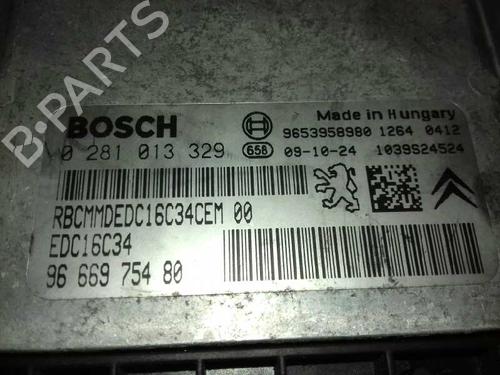 B-PARTS
BOSCH
Made in Hungary
9653958980 1264 0412
0 281 013 329
658
09-10-24
1039S24524
RBCMMDEDC16C34CEM 00
EDC16C34
96 669 754 80